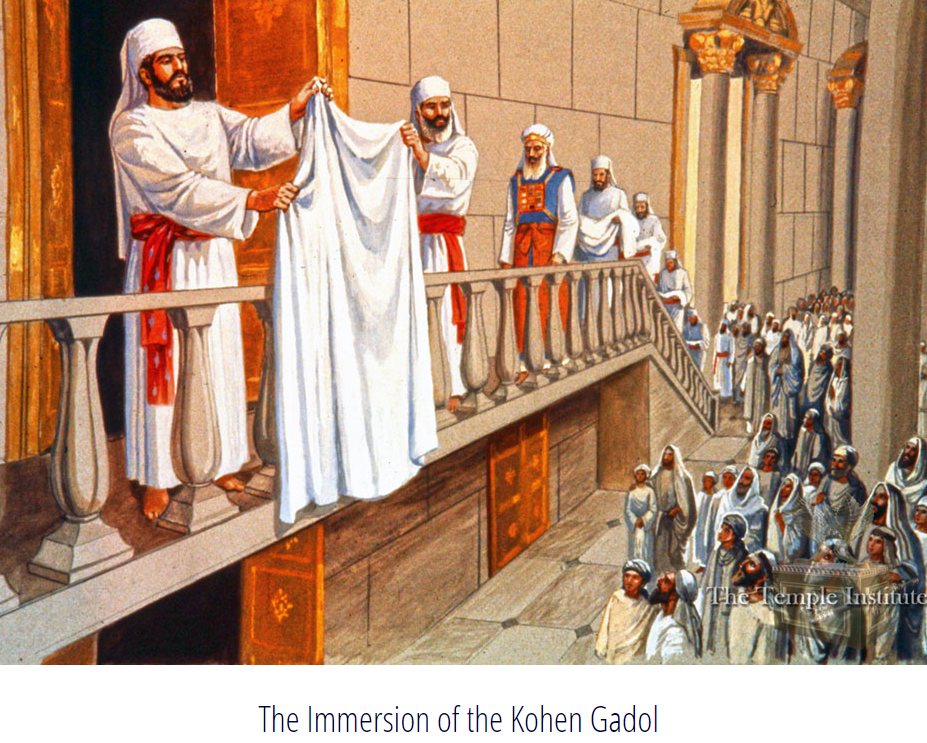 The Temple Institute
The Immersion of the Kohen Gadol